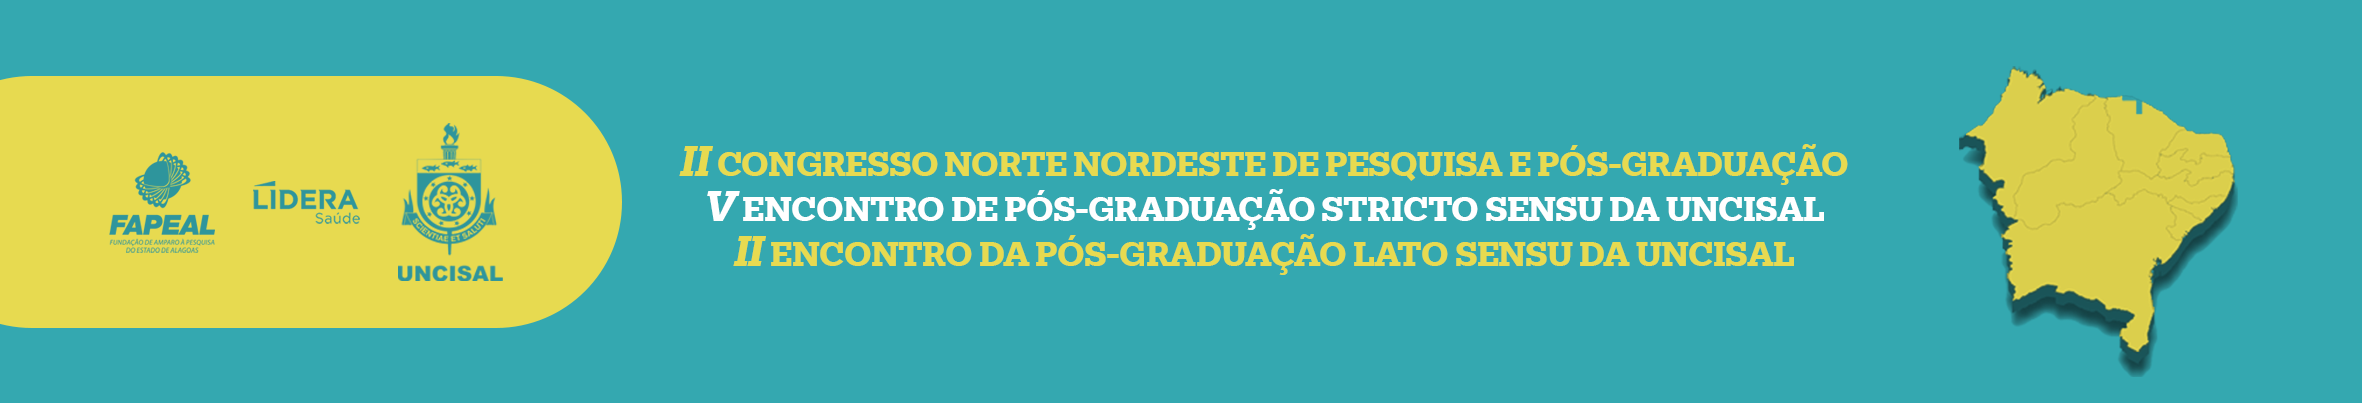 FAPEAL
FUNDAÇÃO DE AMPARO À PESQUISA
DO ESTADO DE ALAGOAS
LÍDERA
Saúde
SCIENTIAE ET SALUTI
UNCISAL
II CONGRESSO NORTE NORDESTE DE PESQUISA E PÓS-GRADUAÇÃO
V ENCONTRO DE PÓS-GRADUAÇÃO STRICTO SENSU DA UNCISAL
II ENCONTRO DA PÓS-GRADUAÇÃO LATO SENSU DA UNCISAL